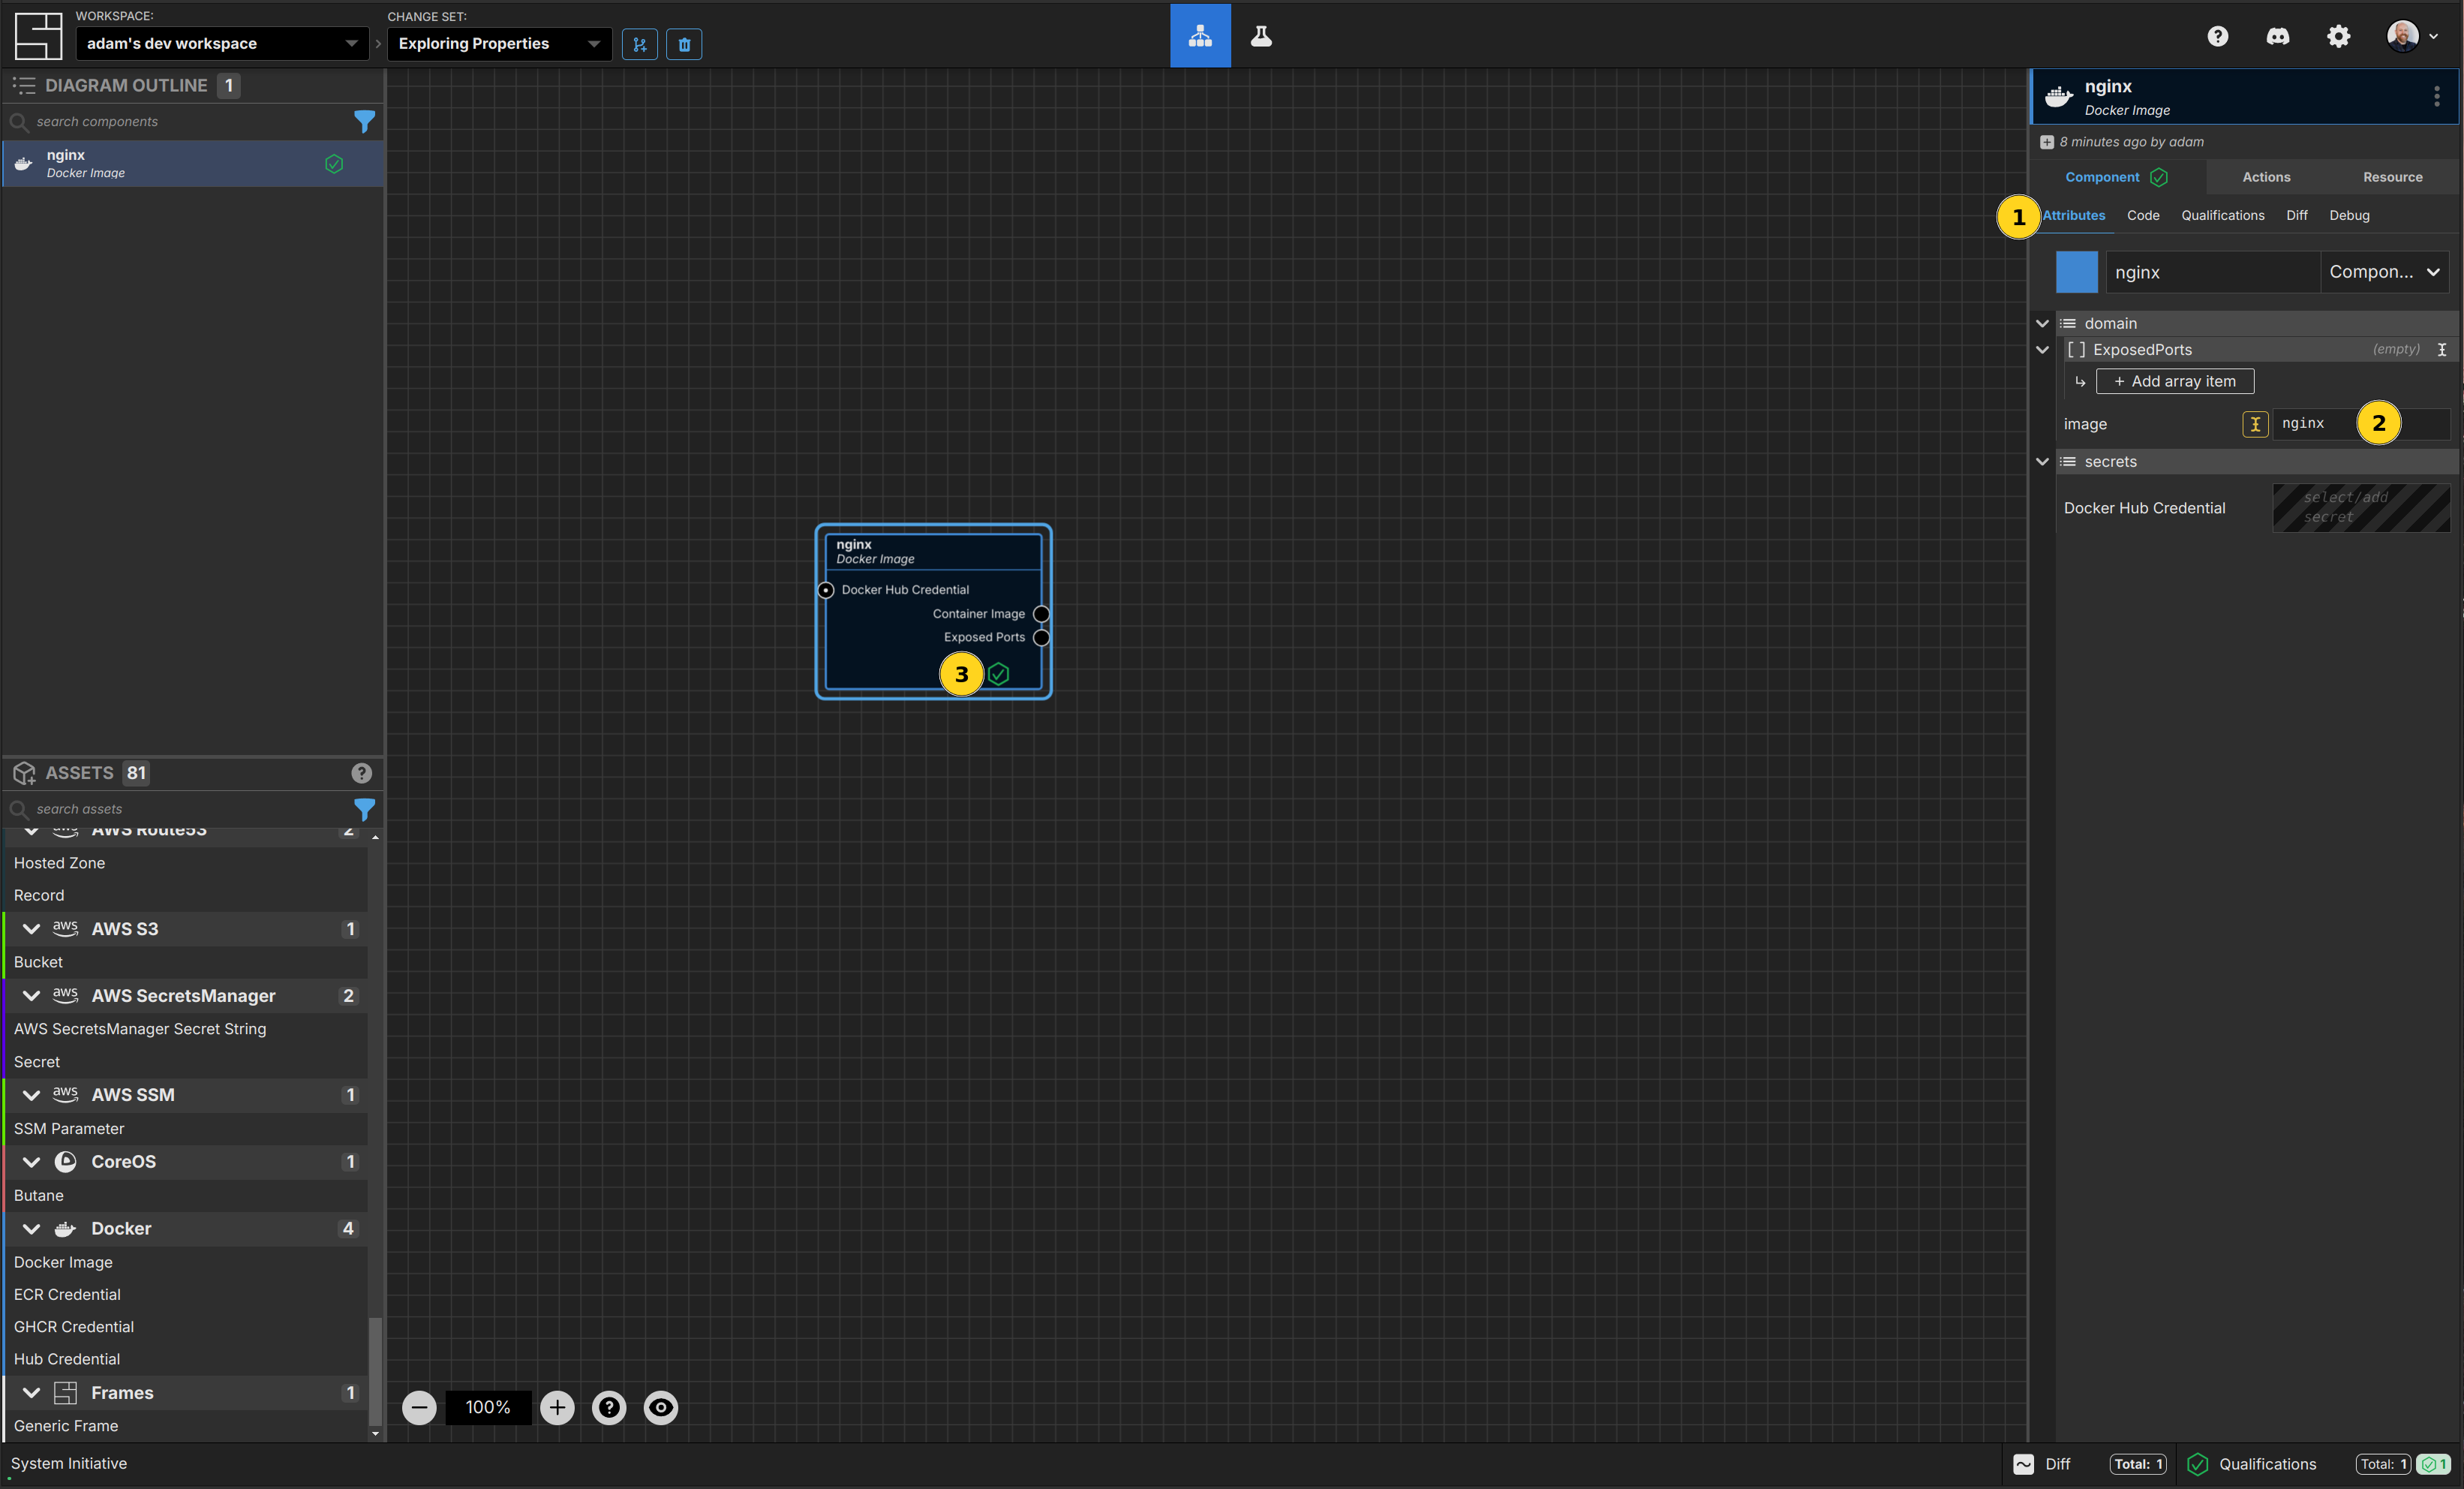 WORKSPACE:
adam's dev workspace
CHANGE SET:
Exploring Properties
DIAGRAM OUTLINE 1
search components
nginx
Docker Image
ASSETS 81
search assets
AWS Route53 2
Hosted Zone
Record
aws AWS S3 1
Bucket
aws AWS SecretsManager 2
AWS SecretsManager Secret String
Secret
aws AWS SSM 1
SSM Parameter
CoreOS 1
Butane
Docker 4
Docker Image
ECR Credential
GHCR Credential
Hub Credential
Frames 1
Generic Frame
nginx
Docker Image
Docker Hub Credential
Container Image
Exposed Ports
3
100%
nginx
Docker Image
8 minutes ago by adam
Component Actions Resource
1 Attributes Code Qualifications Diff Debug
nginx Compon...
domain
[ ] ExposedPorts (empty)
+ Add array item
image nginx 2
secrets
Docker Hub Credential select/add
secret
System Initiative
Diff Total: 1 Qualifications Total: 1 1